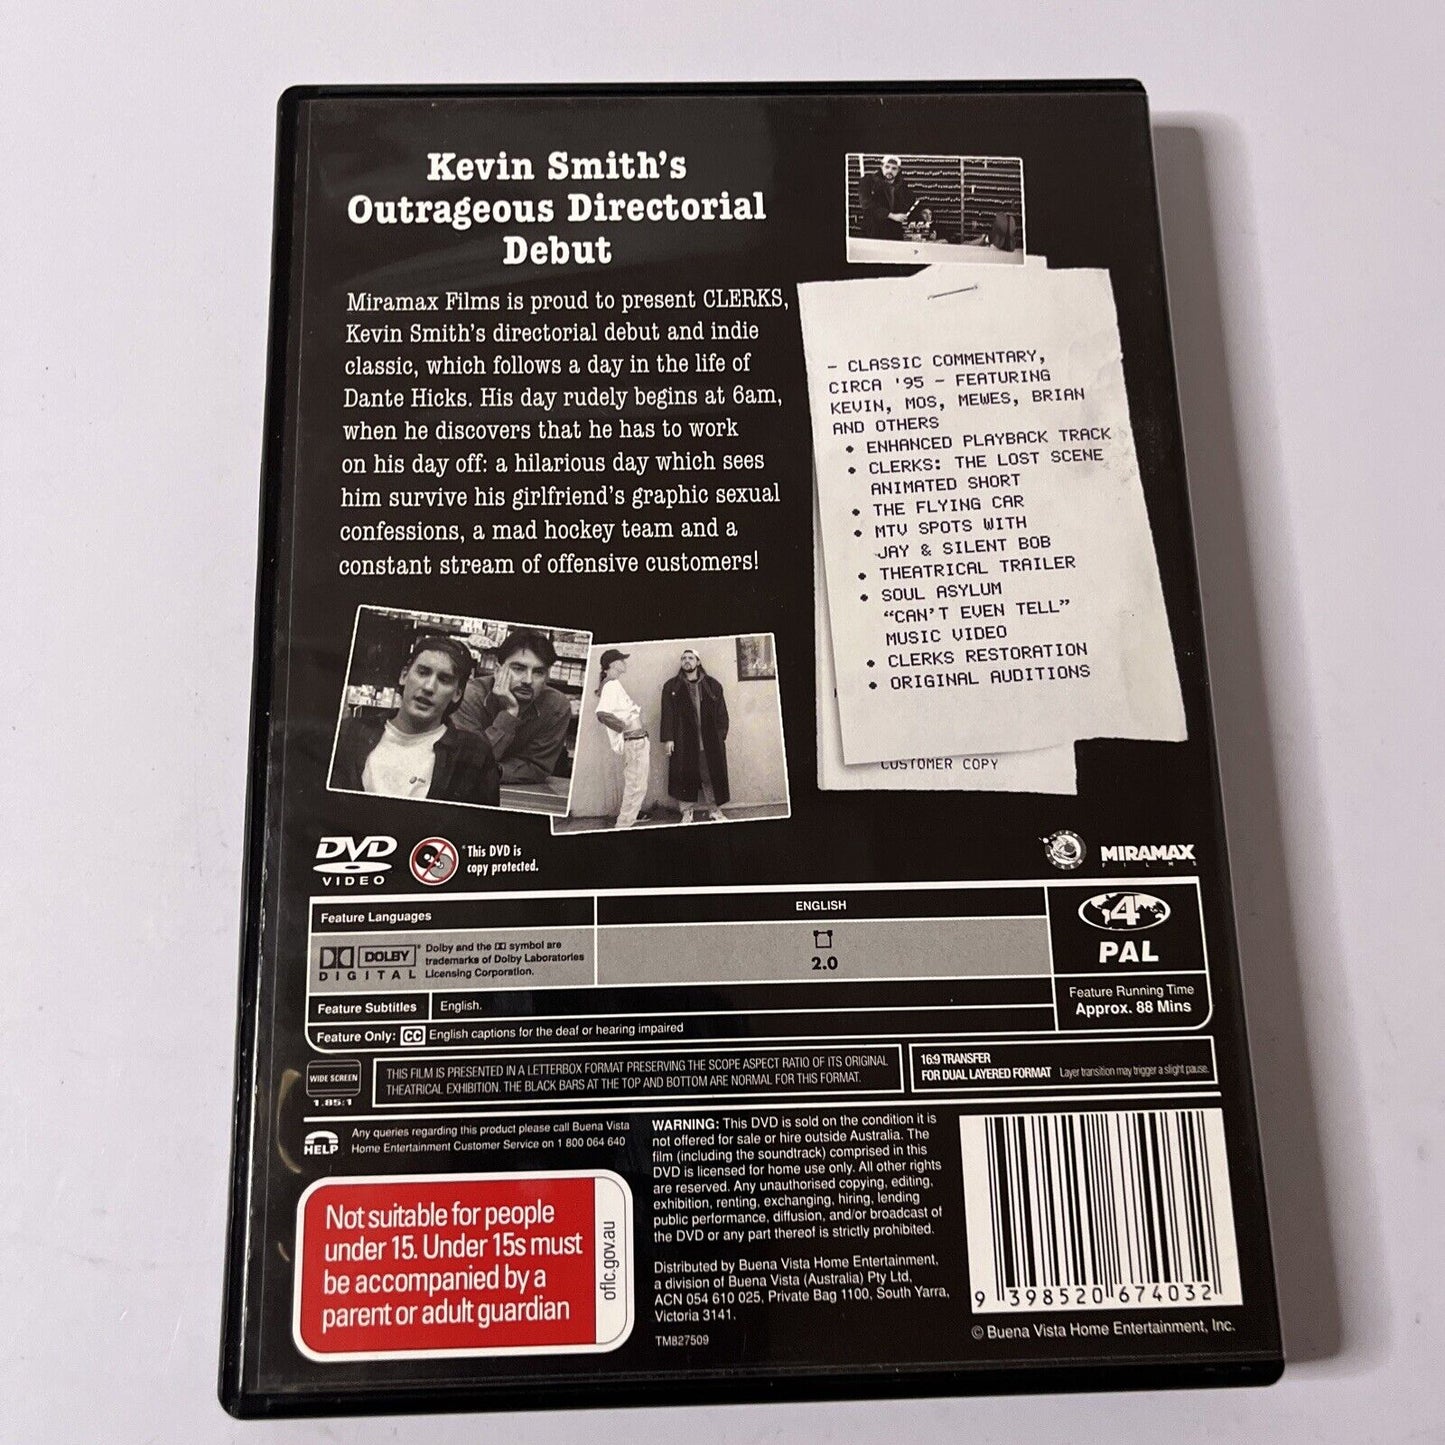 Kevin Smith's
Outrageous Directorial
Debut
Miramax Films is proud to present CLERKS,
Kevin Smith's directorial debut and indie
classic, which follows a day in the life of
Dante Hicks. His day rudely begins at 6am,
when he discovers that he has to work
on his day off: a hilarious day which sees
him survive his girlfriend's graphic sexual
confessions, a mad hockey team and a
constant stream of offensive customers!
- CLASSIC COMMENTARY,
CIRCA '95 - FEATURING
KEVIN, MOS, MEWES, BRIAN
AND OTHERS
• ENHANCED PLAYBACK TRACK
• CLERKS: THE LOST SCENE
ANIMATED SHORT
• THE FLYING CAR
• MTV SPOTS WITH
JAY & SILENT BOB
• THEATRICAL TRAILER
• SOUL ASYLUM
"CAN'T EVEN TELL"
MUSIC VIDEO
• CLERKS RESTORATION
• ORIGINAL AUDITIONS
CUSTOMER COPY
DVD
VIDEO
*This DVD is
copy protected.
MIRAMAX
FILMS
Feature Languages
ENGLISH
DOLBY
DIGITAL
* Dolby and the DD symbol are
trademarks of Dolby Laboratories
Licensing Corporation.
2.0
4
PAL
Feature Subtitles
English.
Feature Running Time
Approx. 88 Mins
Feature Only: CC English captions for the deaf or hearing impaired
WIDE SCREEN
1.85:1
THIS FILM IS PRESENTED IN A LETTERBOX FORMAT PRESERVING THE SCOPE ASPECT RATIO OF ITS ORIGINAL
THEATRICAL EXHIBITION. THE BLACK BARS AT THE TOP AND BOTTOM ARE NORMAL FOR THIS FORMAT.
16:9 TRANSFER
FOR DUAL LAYERED FORMAT Layer transition may trigger a slight pause.
HELP
Any queries regarding this product please call Buena Vista
Home Entertainment Customer Service on 1 800 064 640
Not suitable for people
under 15. Under 15s must
be accompanied by a
parent or adult guardian
oflc.gov.au
WARNING: This DVD is sold on the condition it is
not offered for sale or hire outside Australia. The
film (including the soundtrack) comprised in this
DVD is licensed for home use only. All other rights
are reserved. Any unauthorised copying, editing,
exhibition, renting, exchanging, hiring, lending
public performance, diffusion, and/or broadcast of
the DVD or any part thereof is strictly prohibited.
Distributed by Buena Vista Home Entertainment,
a division of Buena Vista (Australia) Pty Ltd,
ACN 054 610 025, Private Bag 1100, South Yarra,
Victoria 3141.
TM827509
9 398520 674032
© Buena Vista Home Entertainment, Inc.